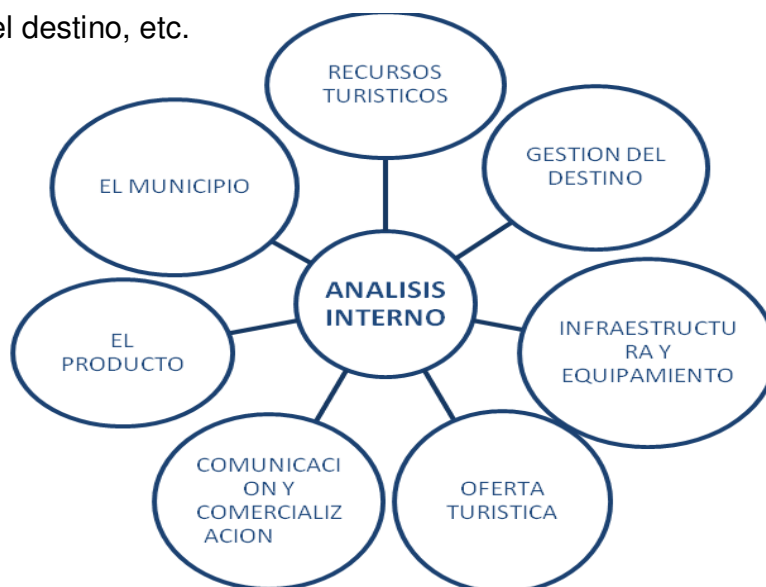 el destino, etc.
RECURSOS
TURISTICOS
GESTION DEL
DESTINO
EL MUNICIPIO
ANALISIS
INTERNO
INFRAESTRUCTU
RA Y
EQUIPAMIENTO
EL
PRODUCTO
COMUNICACI
ON Y
COMERCIALIZ
ACION
OFERTA
TURISTICA